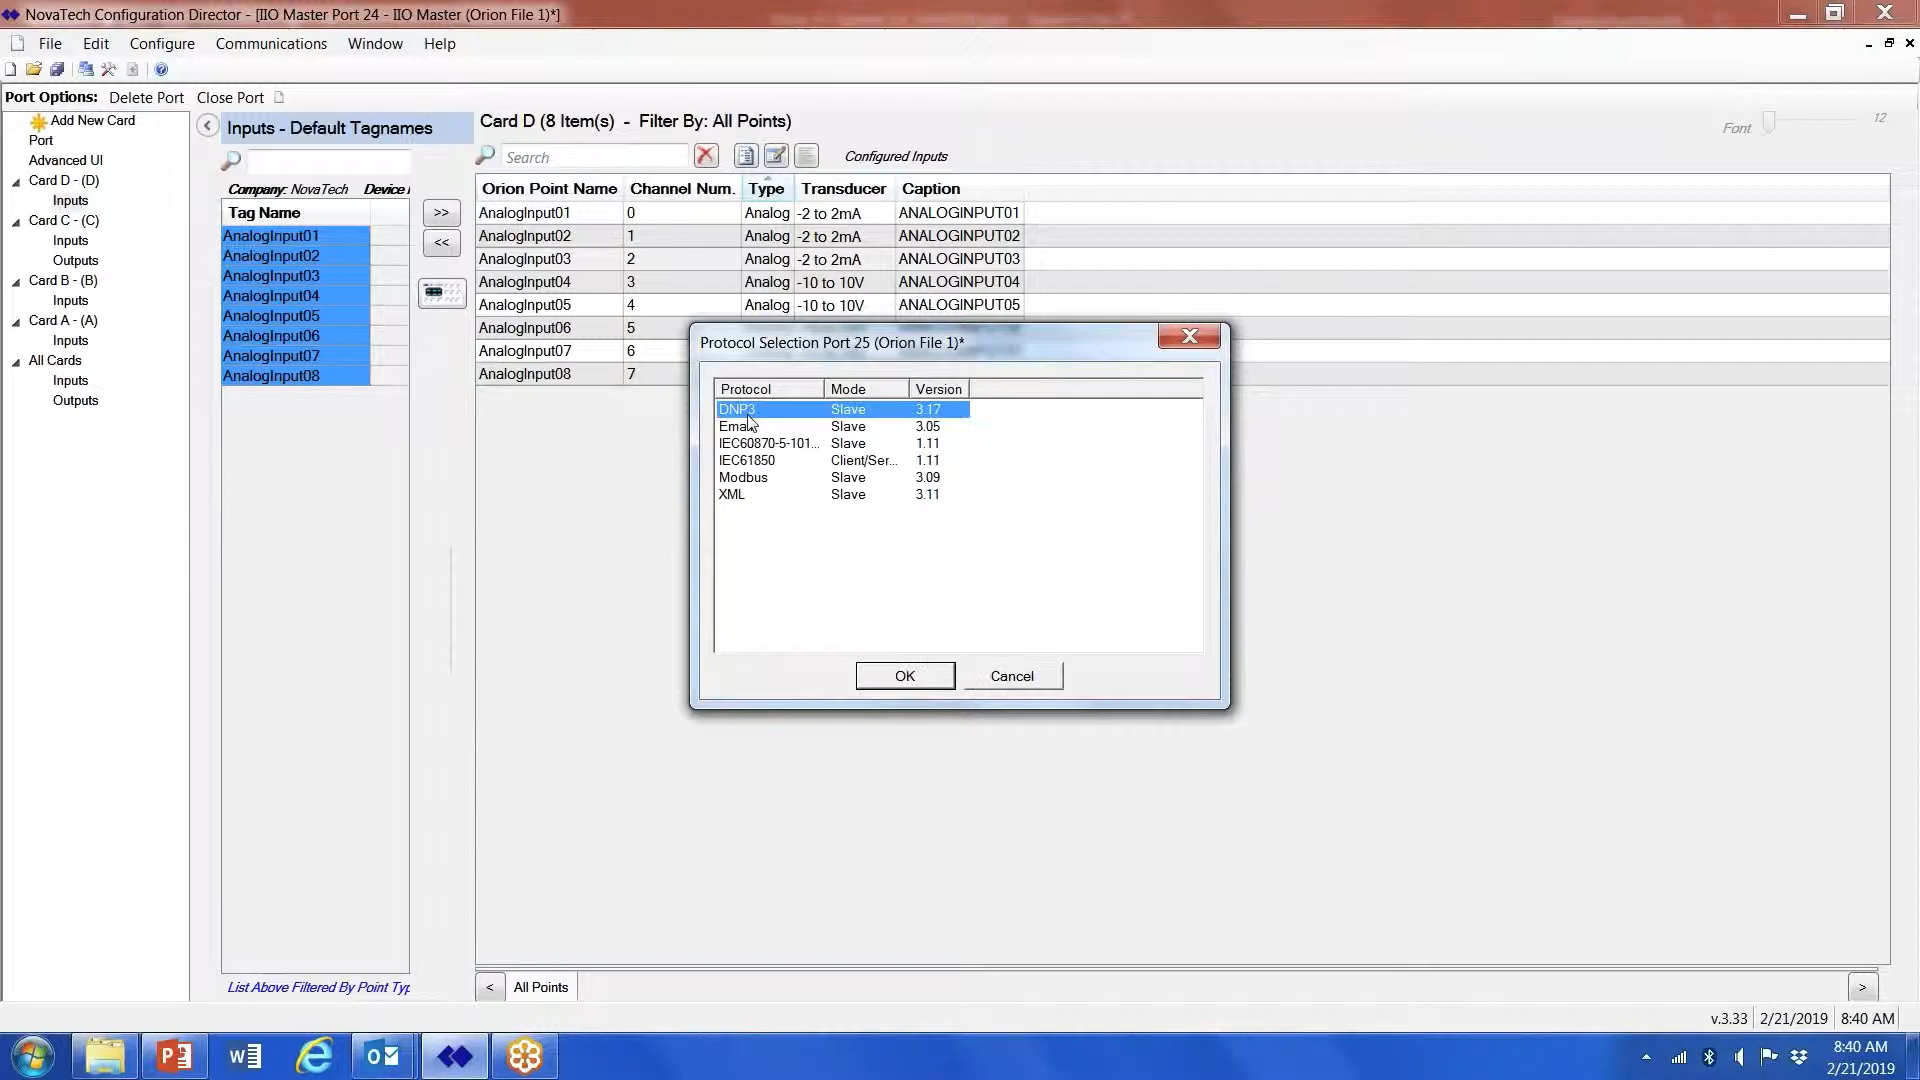 NovaTech Configuration Director - [IIO Master Port 24 - IIO Master (Orion File 1)*]
File Edit Configure Communications Window Help
Port Options: Delete Port Close Port
Add New Card
Port
Advanced UI
Card D - (D)
Inputs
Card C - (C)
Inputs
Outputs
Card B - (B)
Inputs
Card A - (A)
Inputs
All Cards
Inputs
Outputs
Inputs - Default Tagnames
Company: NovaTech Device
Tag Name
AnalogInput01
AnalogInput02
AnalogInput03
AnalogInput04
AnalogInput05
AnalogInput06
AnalogInput07
AnalogInput08
List Above Filtered By Point Typ
>>
<<
Card D (8 Item(s) - Filter By: All Points)
Font 12
Search Configured Inputs
Orion Point Name Channel Num. Type Transducer Caption
AnalogInput01 0 Analog -2 to 2mA ANALOGINPUT01
AnalogInput02 1 Analog -2 to 2mA ANALOGINPUT02
AnalogInput03 2 Analog -2 to 2mA ANALOGINPUT03
AnalogInput04 3 Analog -10 to 10V ANALOGINPUT04
AnalogInput05 4 Analog -10 to 10V ANALOGINPUT05
AnalogInput06 5
AnalogInput07 6
AnalogInput08 7
Protocol Selection Port 25 (Orion File 1)*
Protocol Mode Version
DNP3 Slave 3.17
Slave 3.05
IEC60870-5-101... Slave 1.11
IEC61850 Client/Ser... 1.11
Modbus Slave 3.09
XML Slave 3.11
OK Cancel
< All Points >
v.3.33 2/21/2019 8:40 AM
8:40 AM
2/21/2019